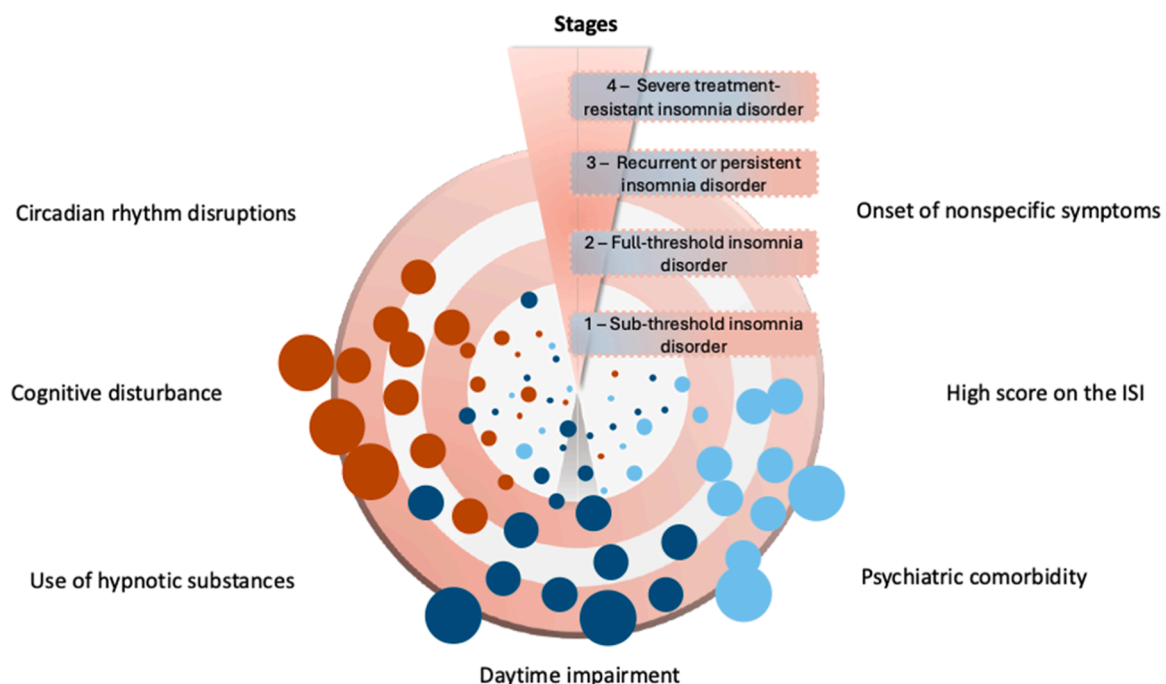 Stages
4 – Severe treatment-
resistant insomnia disorder
3 – Recurrent or persistent
insomnia disorder
2 – Full-threshold insomnia
disorder
1 – Sub-threshold insomnia
disorder
Circadian rhythm disruptions
Onset of nonspecific symptoms
Cognitive disturbance
High score on the ISI
Use of hypnotic substances
Psychiatric comorbidity
Daytime impairment